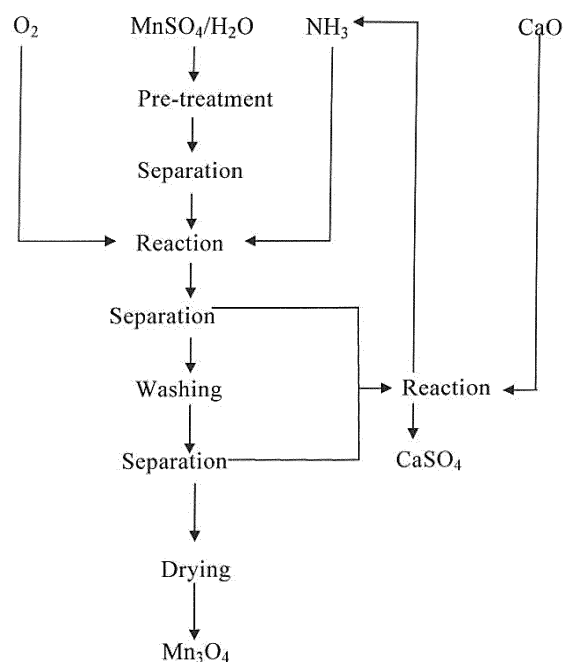 O₂ MnSO₄/H₂O NH₃ CaO
Pre-treatment
Separation
Reaction
Separation
Washing Reaction
Separation CaSO₄
Drying
Mn₃O₄